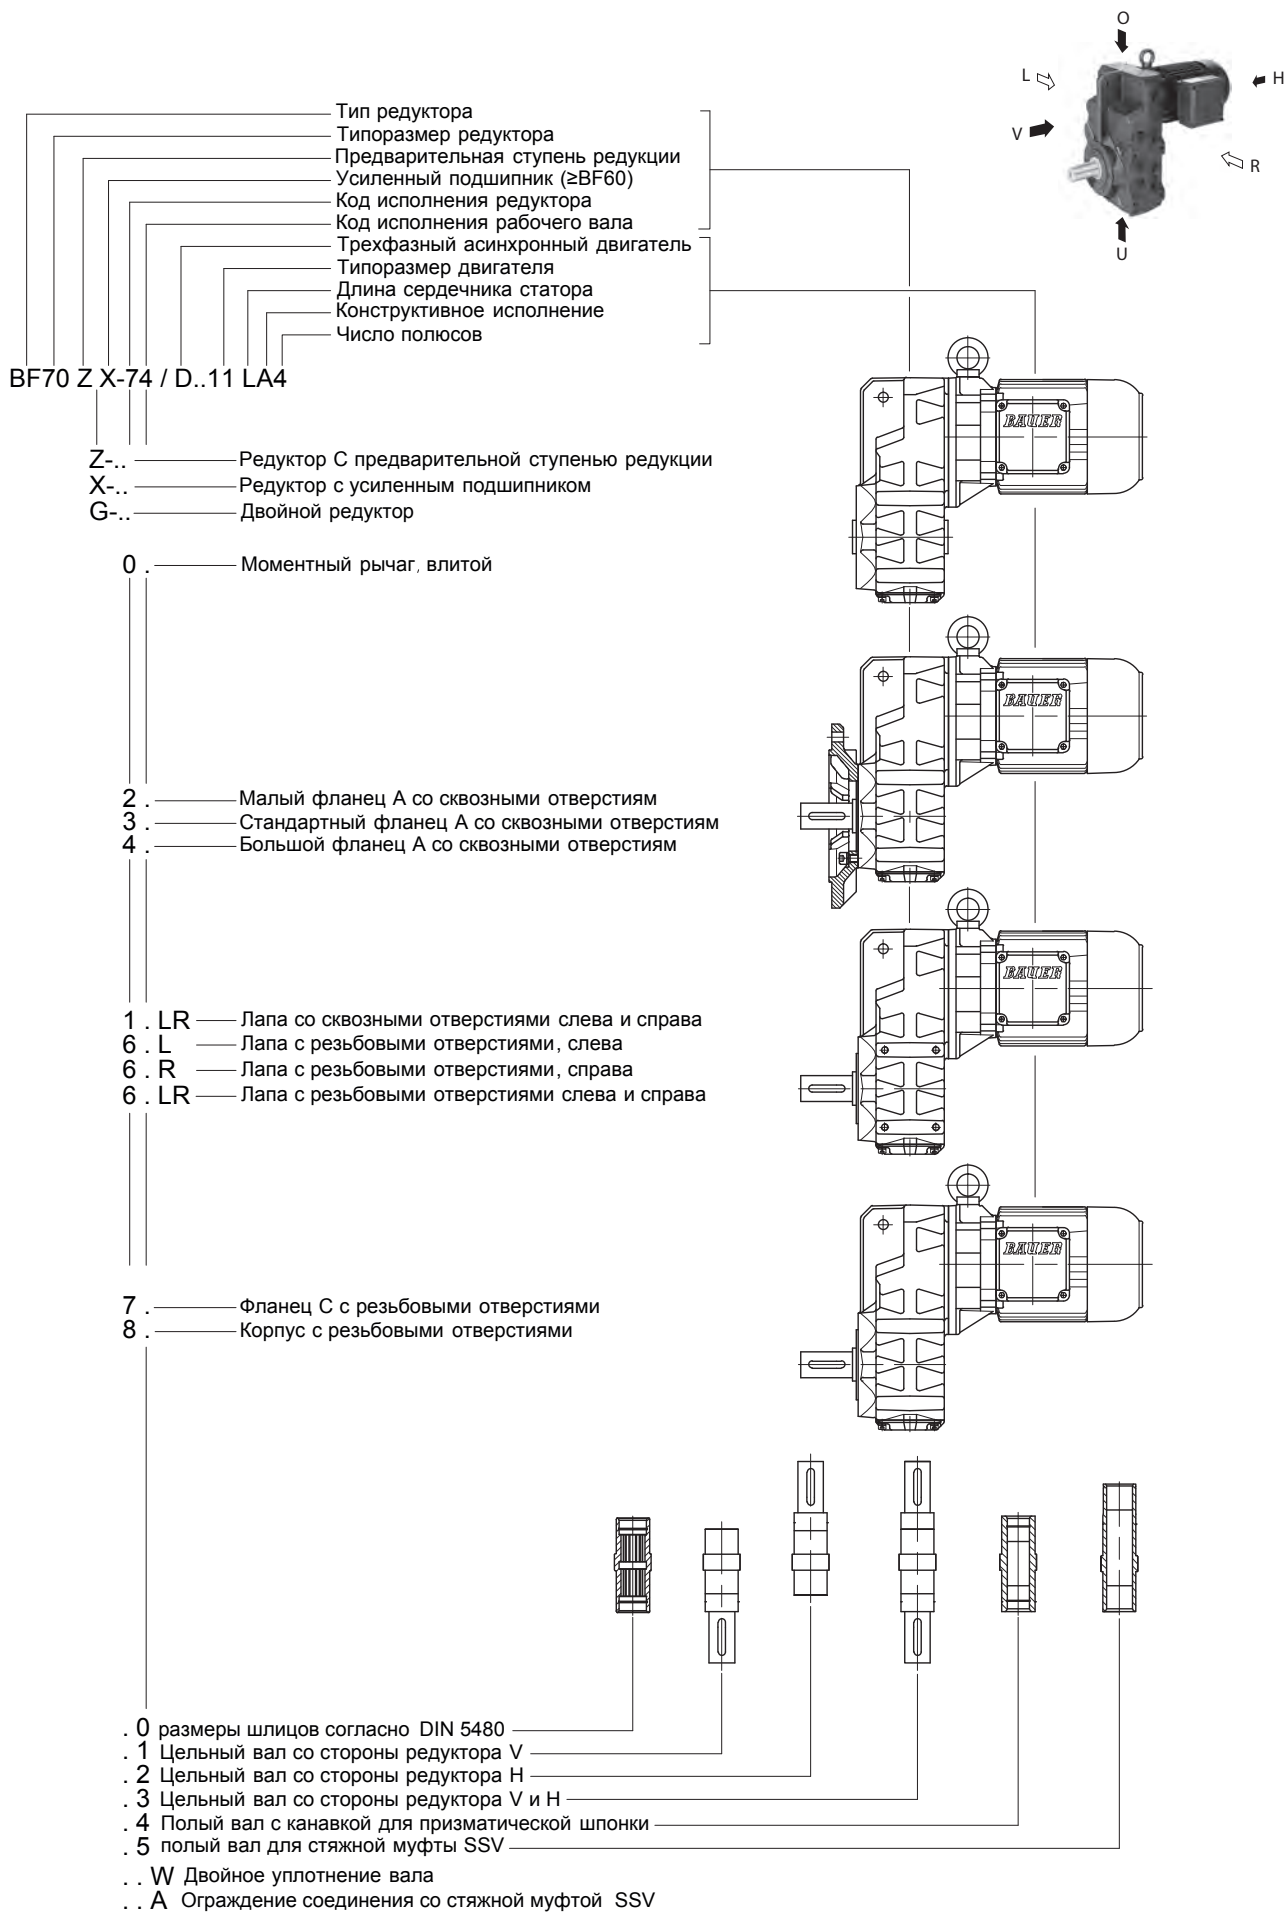 O
L
H
V
R
U
Тип редуктора
Типоразмер редуктора
Предварительная ступень редукции
Усиленный подшипник (≥BF60)
Код исполнения редуктора
Код исполнения рабочего вала
Трехфазный асинхронный двигатель
Типоразмер двигателя
Длина сердечника статора
Конструктивное исполнение
Число полюсов
BF70 Z X-74 / D..11 LA4
BAUER
Z-.. Редуктор С предварительной ступенью редукции
X-.. Редуктор с усиленным подшипником
G-.. Двойной редуктор
0 . Моментный рычаг, влитой
BAUER
2 . Малый фланец А со сквозными отверстиям
3 . Стандартный фланец А со сквозными отверстиям
4 . Большой фланец А со сквозными отверстиям
BAUER
1 . LR Лапа со сквозными отверстиями слева и справа
6 . L Лапа с резьбовыми отверстиями, слева
6 . R Лапа с резьбовыми отверстиями, справа
6 . LR Лапа с резьбовыми отверстиями слева и справа
BAUER
7 . Фланец С с резьбовыми отверстиями
8 . Корпус с резьбовыми отверстиями
. 0 размеры шлицов согласно DIN 5480
. 1 Цельный вал со стороны редуктора V
. 2 Цельный вал со стороны редуктора H
. 3 Цельный вал со стороны редуктора V и H
. 4 Полый вал с канавкой для призматической шпонки
. 5 полый вал для стяжной муфты SSV
. . W Двойное уплотнение вала
. . A Ограждение соединения со стяжной муфтой SSV